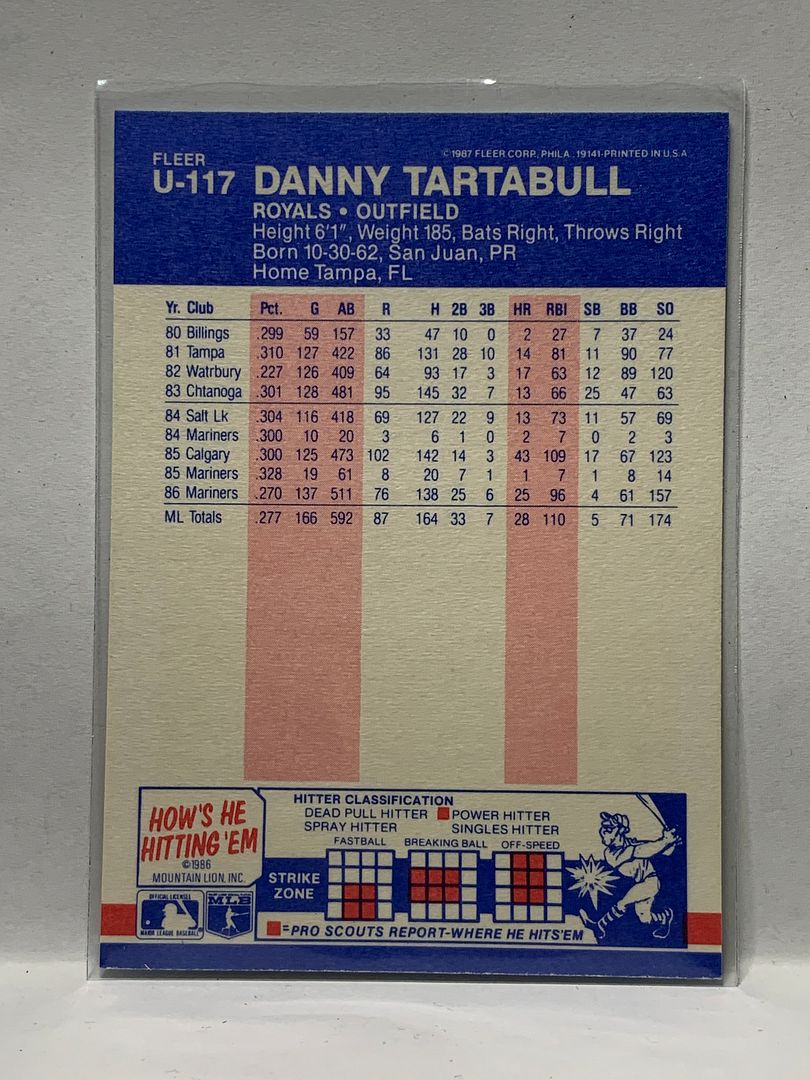 FLEER
©1987 FLEER CORP., PHILA. 19141-PRINTED IN U.S.A
U-117 DANNY TARTABULL
ROYALS • OUTFIELD
Height 6'1", Weight 185, Bats Right, Throws Right
Born 10-30-62, San Juan, PR
Home Tampa, FL
Yr. Club Pct. G AB R H 2B 3B HR RBI SB BB SO
80 Billings .299 59 157 33 47 10 0 2 27 7 37 24
81 Tampa .310 127 422 86 131 28 10 14 81 11 90 77
82 Watrbury .227 126 409 64 93 17 3 17 63 12 89 120
83 Chtanoga .301 128 481 95 145 32 7 13 66 25 47 63
84 Salt Lk .304 116 418 69 127 22 9 13 73 11 57 69
84 Mariners .300 10 20 3 6 1 0 2 7 0 2 3
85 Calgary .300 125 473 102 142 14 3 43 109 17 67 123
85 Mariners .328 19 61 8 20 7 1 1 7 1 8 14
86 Mariners .270 137 511 76 138 25 6 25 96 4 61 157
ML Totals .277 166 592 87 164 33 7 28 110 5 71 174
HOW'S HE
HITTING 'EM
©1986
MOUNTAIN LION, INC.
OFFICIAL LICENSEE
MAJOR LEAGUE BASEBALL
MLB
HITTER CLASSIFICATION
DEAD PULL HITTER POWER HITTER
SPRAY HITTER SINGLES HITTER
FASTBALL BREAKING BALL OFF-SPEED
STRIKE
ZONE
=PRO SCOUTS REPORT-WHERE HE HITS'EM